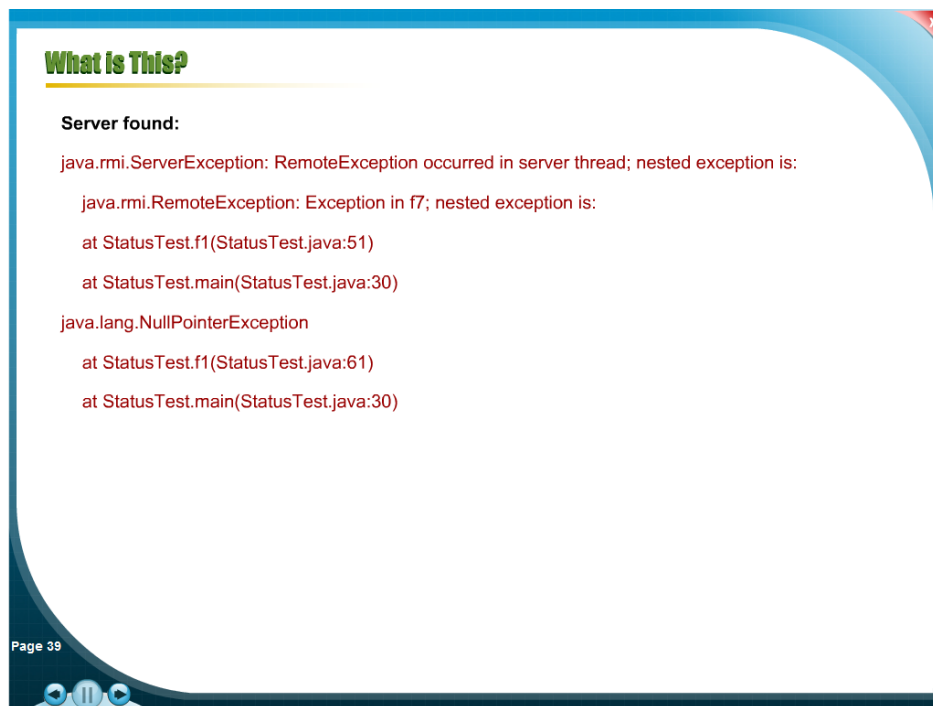 What is This?
Server found:
java.rmi.ServerException: RemoteException occurred in server thread; nested exception is:
java.rmi.RemoteException: Exception in f7; nested exception is:
at StatusTest.f1(StatusTest.java:51)
at StatusTest.main(StatusTest.java:30)
java.lang.NullPointerException
at StatusTest.f1(StatusTest.java:61)
at StatusTest.main(StatusTest.java:30)
Page 39